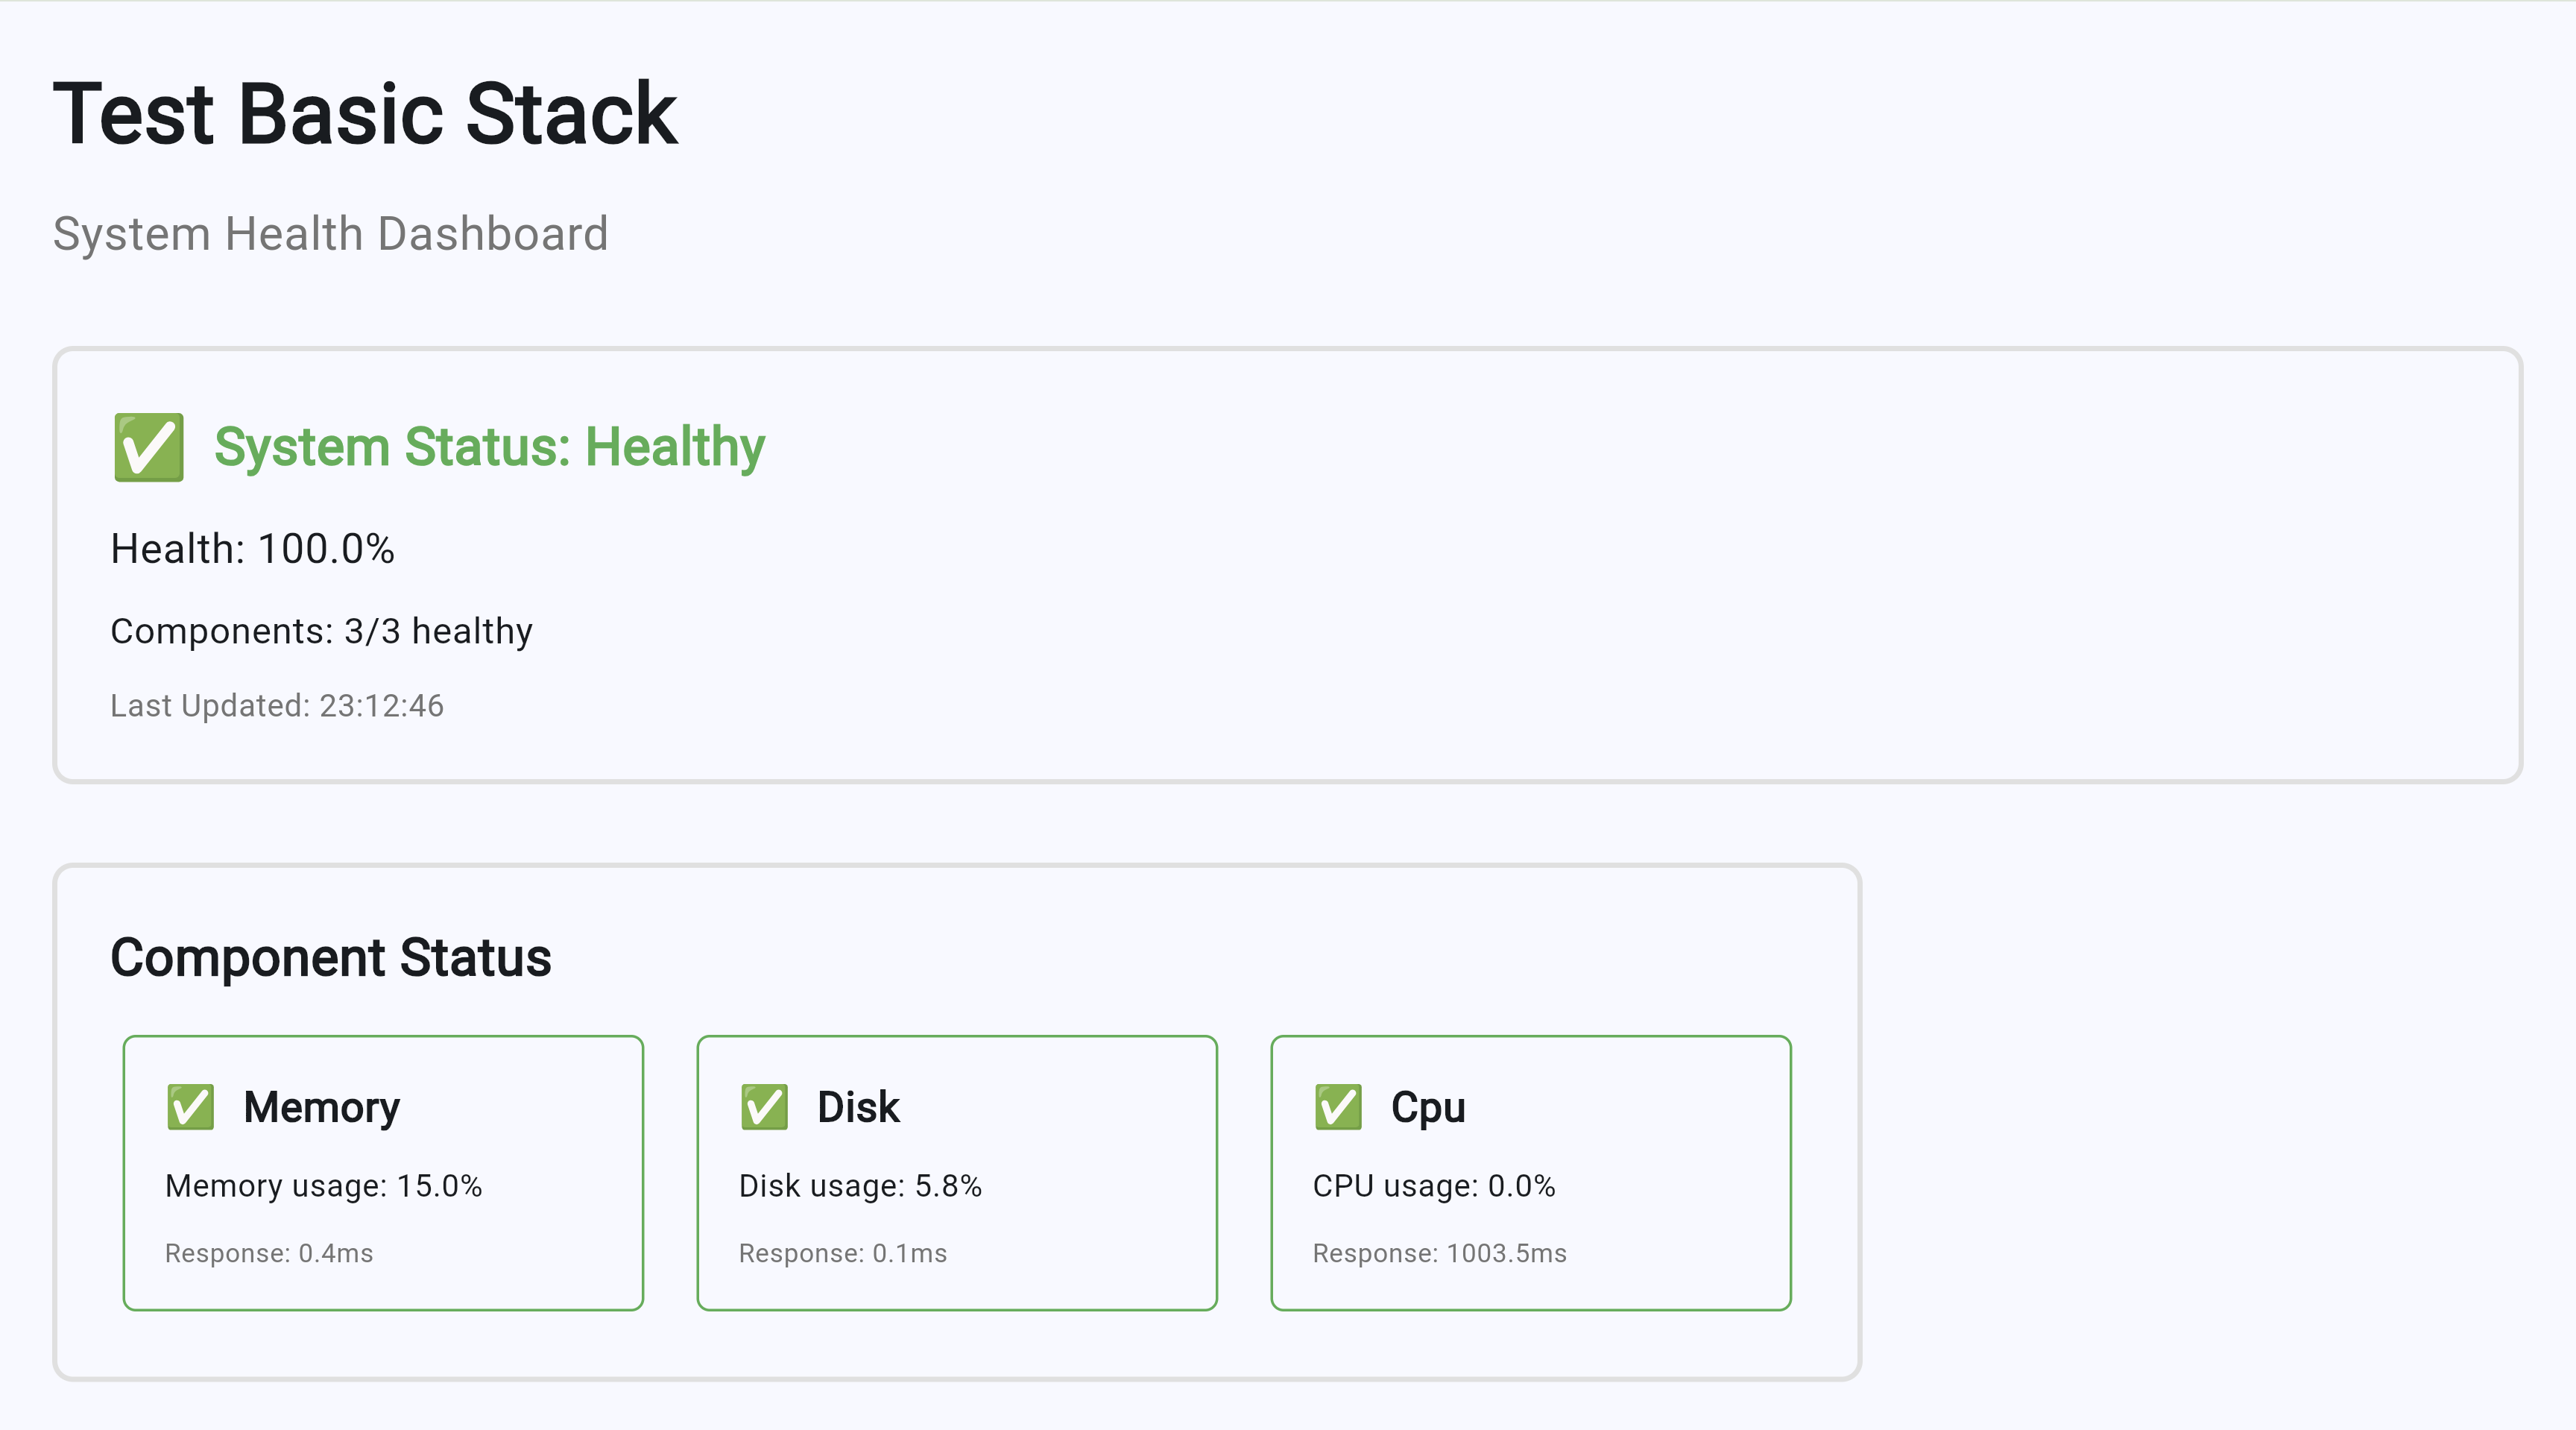 Test Basic Stack
System Health Dashboard
✅ System Status: Healthy
Health: 100.0%
Components: 3/3 healthy
Last Updated: 23:12:46
Component Status
✅ Memory
Memory usage: 15.0%
Response: 0.4ms
✅ Disk
Disk usage: 5.8%
Response: 0.1ms
✅ Cpu
CPU usage: 0.0%
Response: 1003.5ms